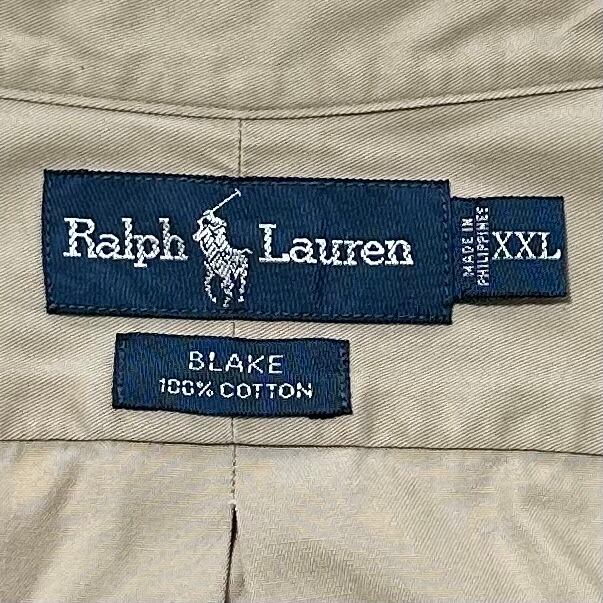 Ralph Lauren
MADE IN
PHILIPPINES
XXL
BLAKE
100% COTTON